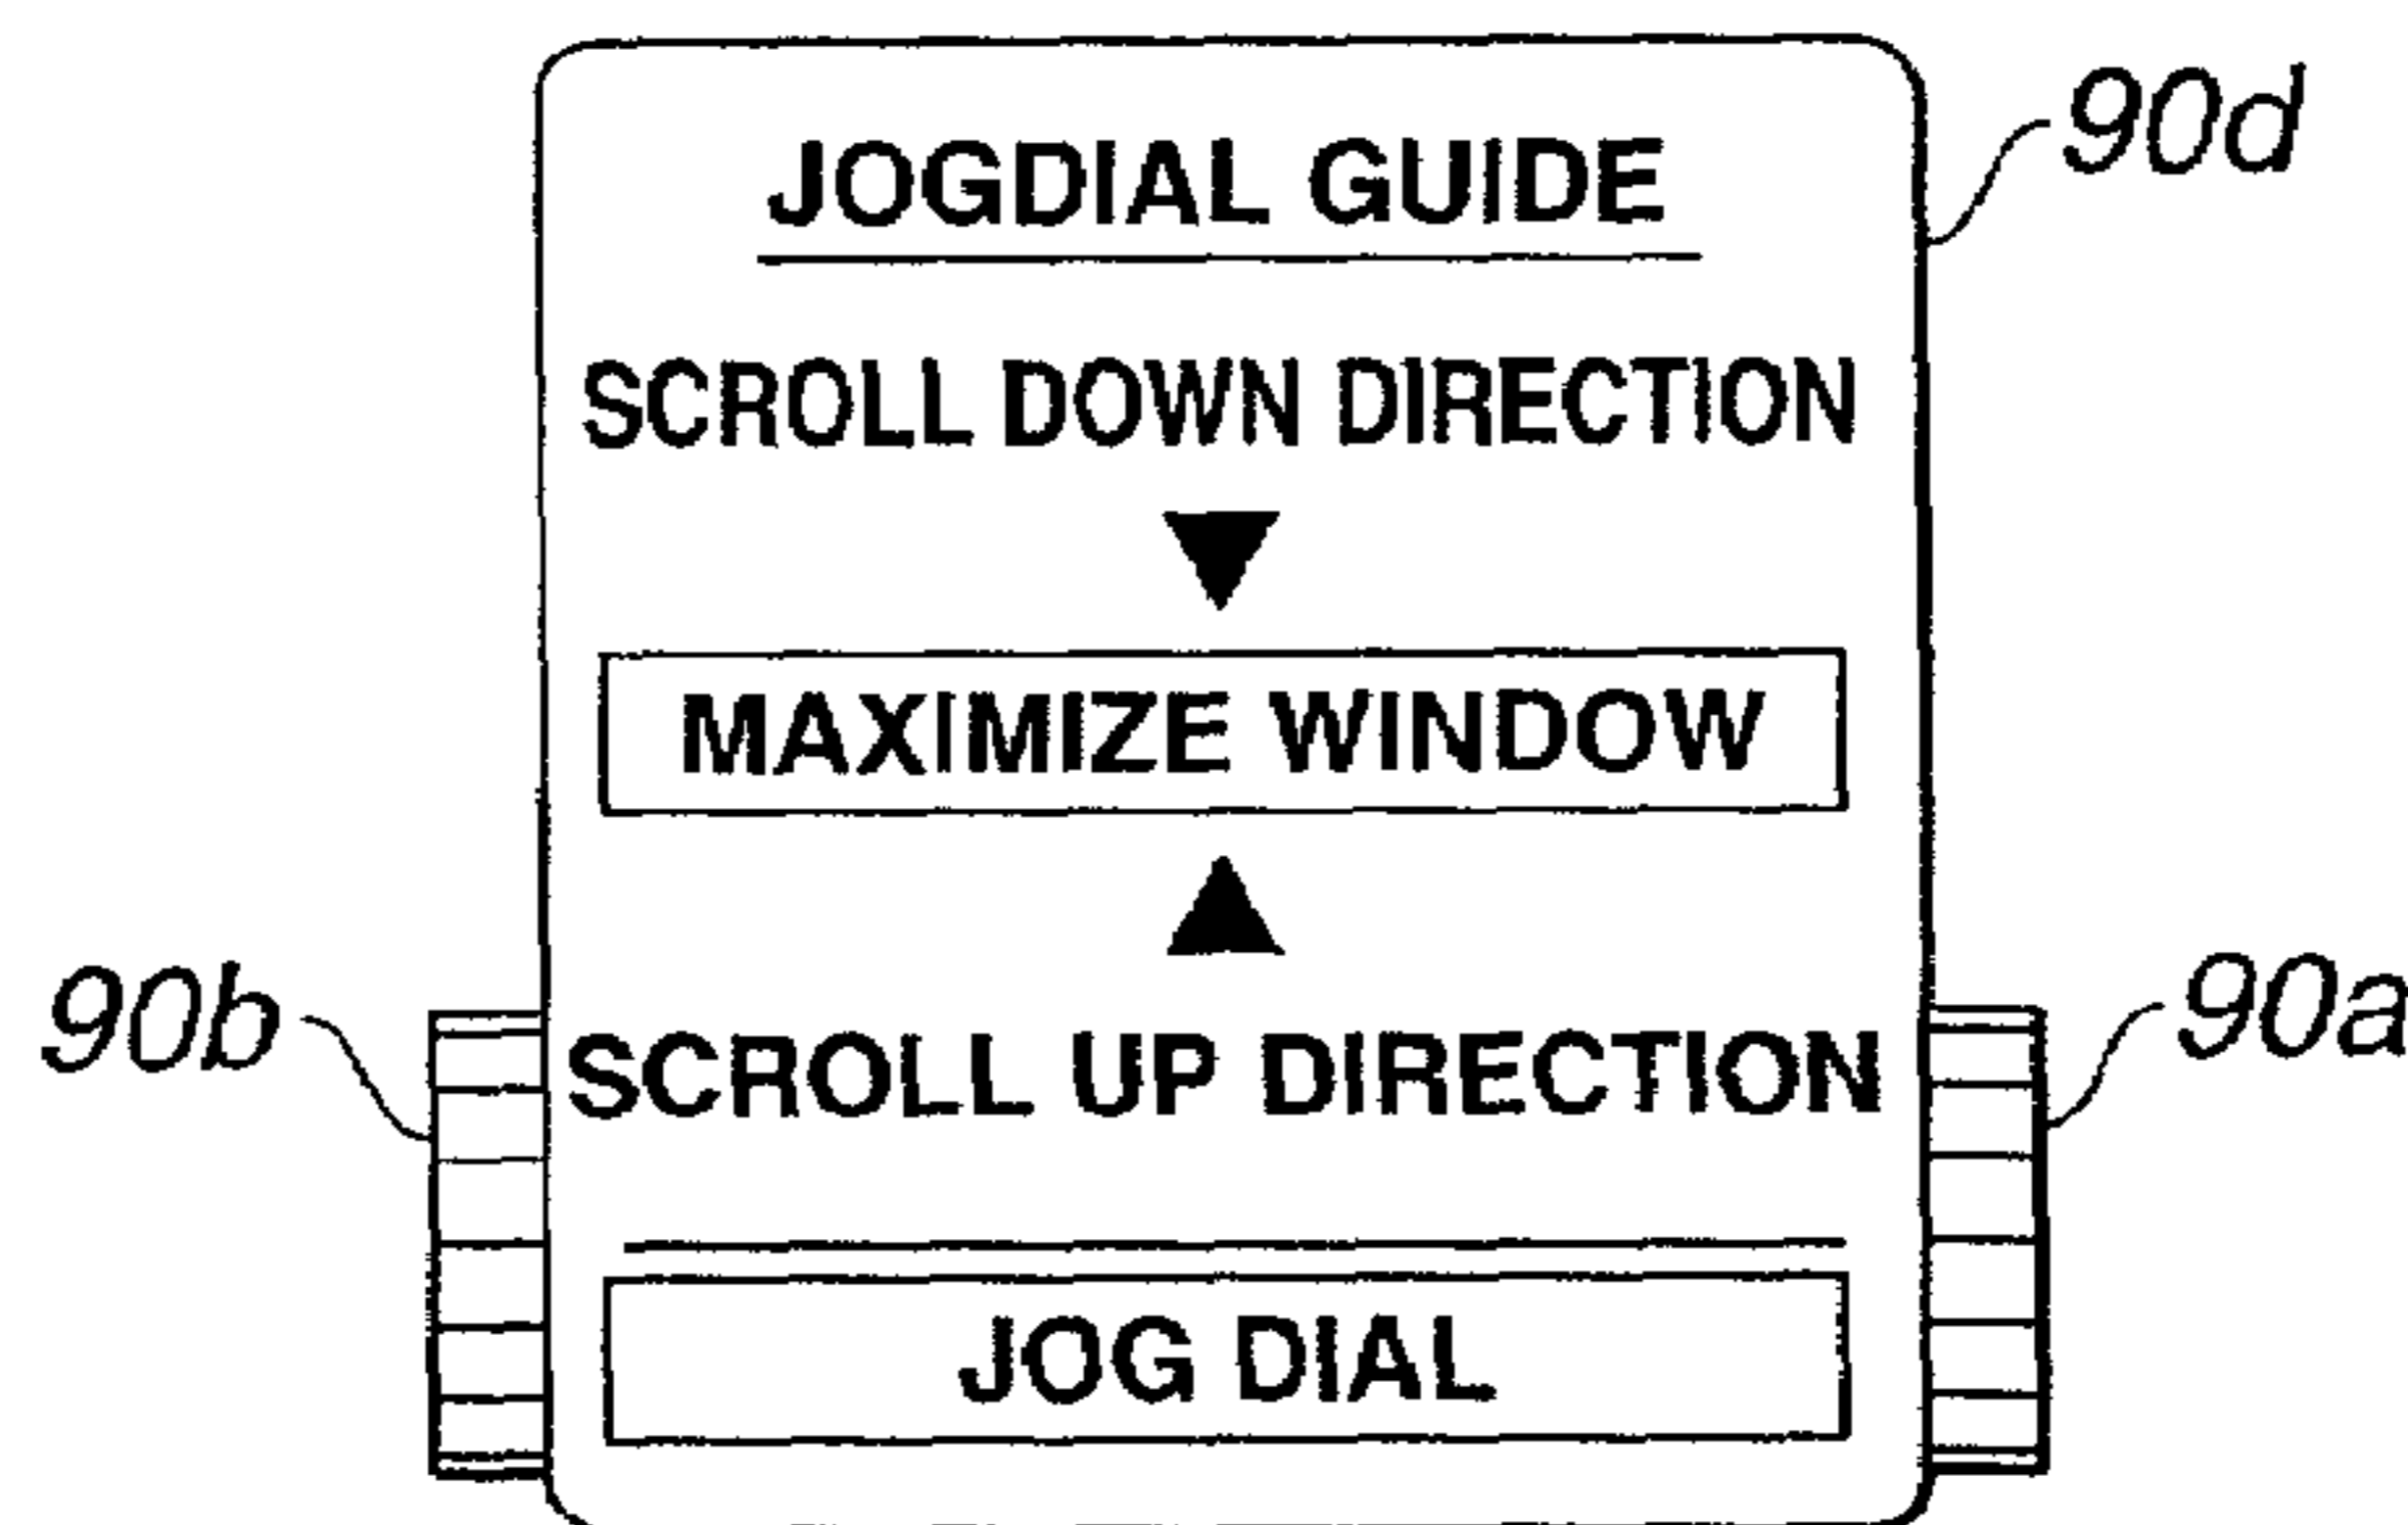 JOGDIAL GUIDE
90d
SCROLL DOWN DIRECTION
MAXIMIZE WINDOW
90b
SCROLL UP DIRECTION
90a
JOG DIAL